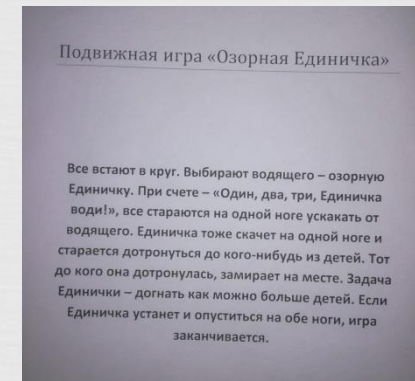 Подвижная игра «Озорная Единичка»
Все встают в круг. Выбирают водящего – озорную
Единичку. При счете – «Один, два, три, Единичка
води!», все стараются на одной ноге ускакать от
водящего. Единичка тоже скачет на одной ноге и
старается дотронуться до кого-нибудь из детей. Тот
до кого она дотронулась, замирает на месте. Задача
Единички – догнать как можно больше детей. Если
Единичка устанет и опуститься на обе ноги, игра
заканчивается.